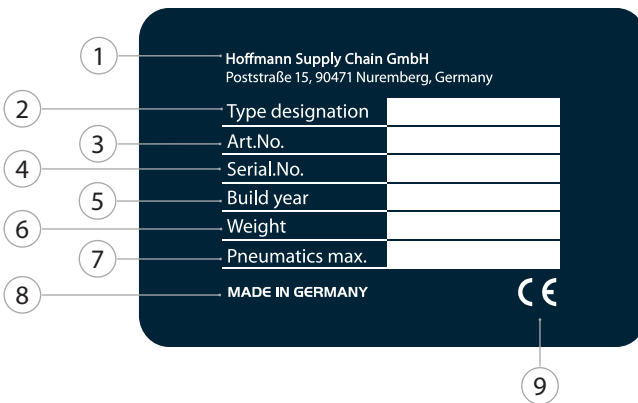 1
Hoffmann Supply Chain GmbH
Poststraße 15, 90471 Nuremberg, Germany
2
Type designation
3
Art.No.
4
Serial.No.
5
Build year
6
Weight
7
Pneumatics max.
8
MADE IN GERMANY
CE
9